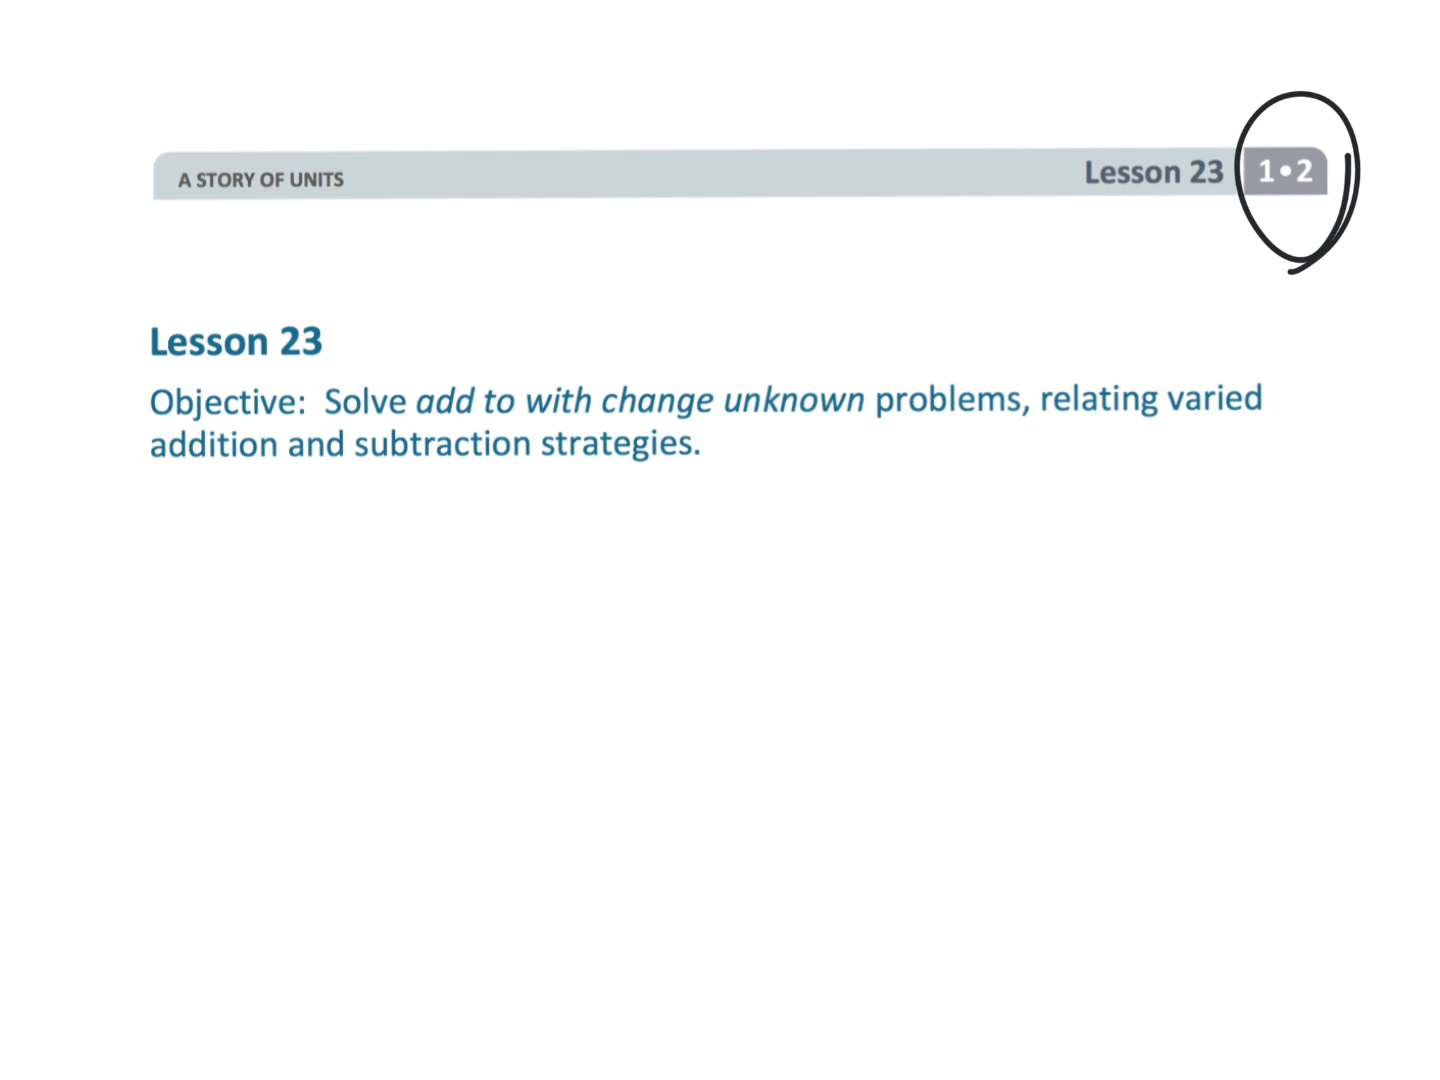 A STORY OF UNITS
Lesson 23
1•2
Lesson 23
Objective: Solve add to with change unknown problems, relating varied
addition and subtraction strategies.